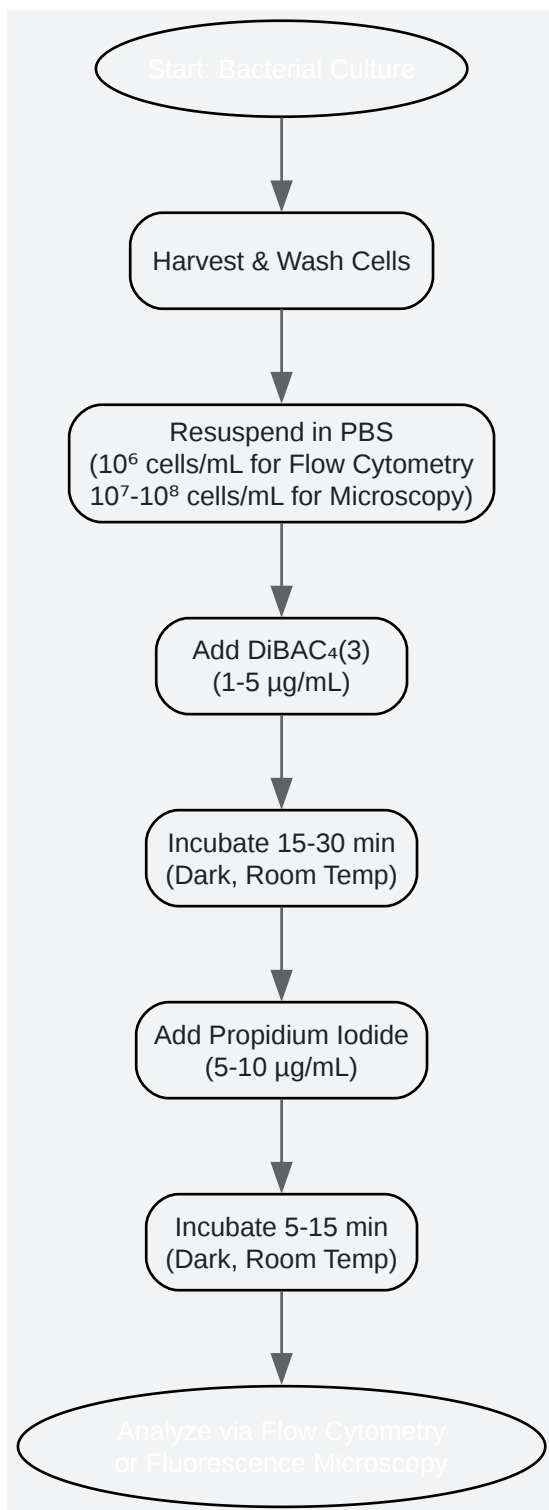 Start: Bacterial Culture
Harvest & Wash Cells
Resuspend in PBS
(10⁶ cells/mL for Flow Cytometry
10⁷-10⁸ cells/mL for Microscopy)
Add DiBAC₄(3)
(1-5 µg/mL)
Incubate 15-30 min
(Dark, Room Temp)
Add Propidium Iodide
(5-10 µg/mL)
Incubate 5-15 min
(Dark, Room Temp)
Analyze via Flow Cytometry
or Fluorescence Microscopy